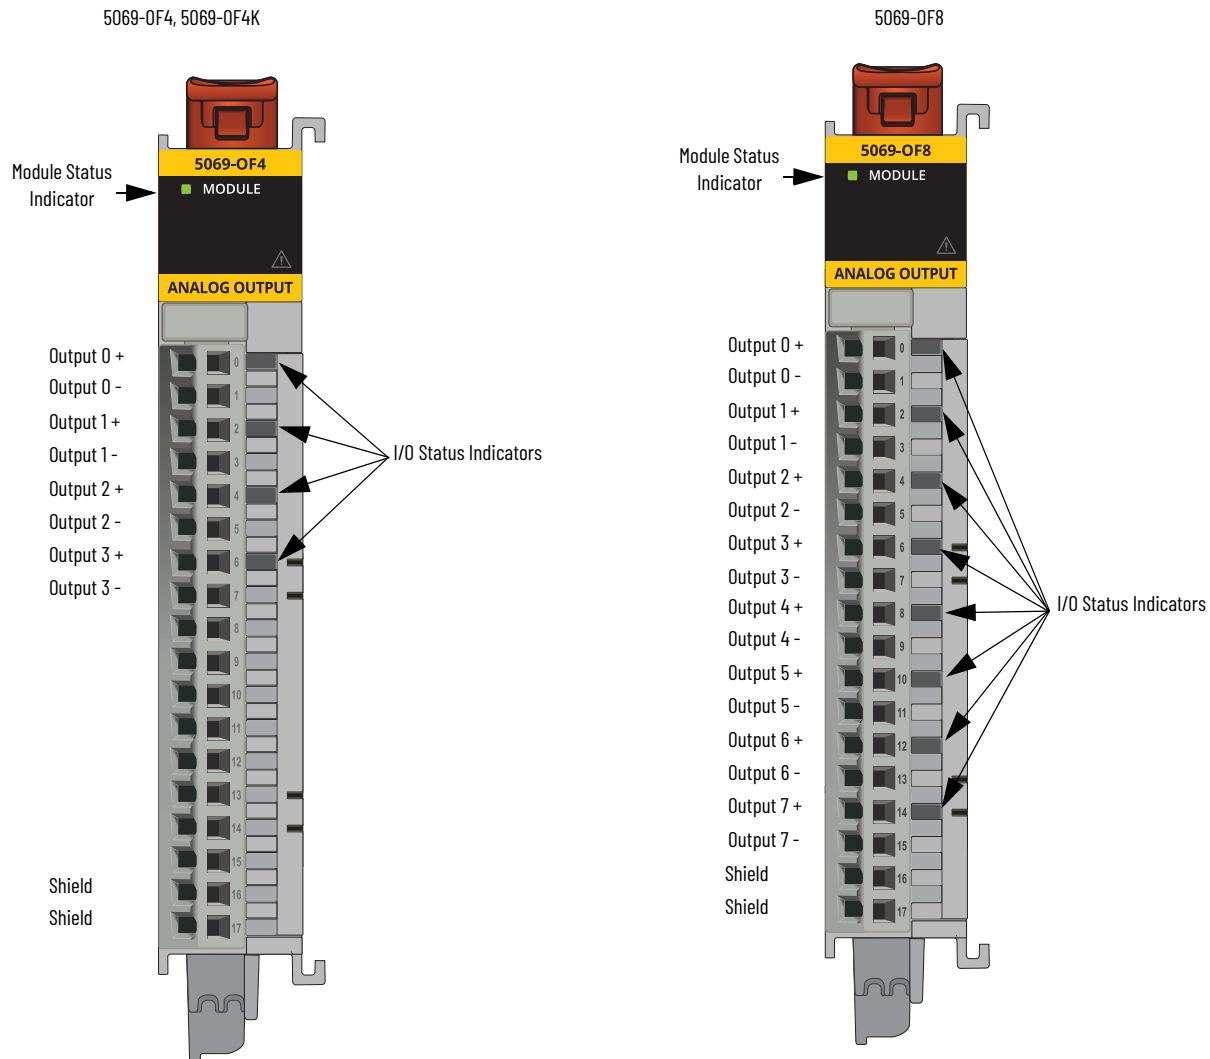 5069-OF4, 5069-OF4K
Module Status
Indicator
5069-OF4
MODULE
ANALOG OUTPUT
Output 0 +
Output 0 -
Output 1 +
Output 1 -
Output 2 +
Output 2 -
Output 3 +
Output 3 -
Shield
Shield
0
1
2
3
4
5
6
7
8
9
10
11
12
13
14
15
16
17
I/O Status Indicators
5069-OF8
Module Status
Indicator
5069-OF8
MODULE
ANALOG OUTPUT
Output 0 +
Output 0 -
Output 1 +
Output 1 -
Output 2 +
Output 2 -
Output 3 +
Output 3 -
Output 4 +
Output 4 -
Output 5 +
Output 5 -
Output 6 +
Output 6 -
Output 7 +
Output 7 -
Shield
Shield
0
1
2
3
4
5
6
7
8
9
10
11
12
13
14
15
16
17
I/O Status Indicators